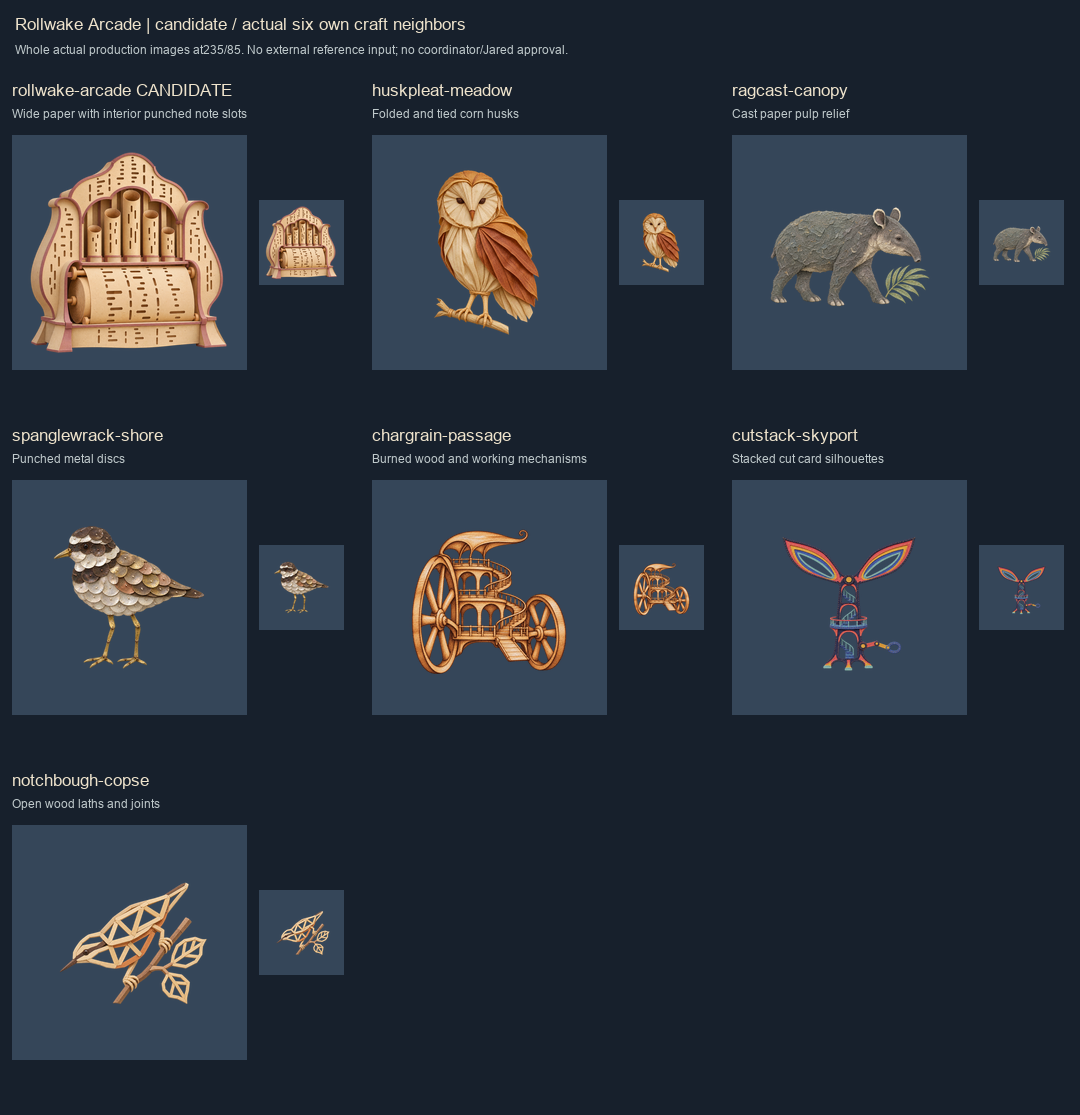 Rollwake Arcade | candidate / actual six own craft neighbors
Whole actual production images at235/85. No external reference input; no coordinator/Jared approval.
rollwake-arcade CANDIDATE
Wide paper with interior punched note slots
huskpleat-meadow
Folded and tied corn husks
ragcast-canopy
Cast paper pulp relief
spanglewrack-shore
Punched metal discs
chargrain-passage
Burned wood and working mechanisms
cutstack-skyport
Stacked cut card silhouettes
notchbough-copse
Open wood laths and joints